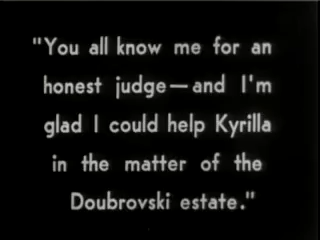 "You all know me for an
honest judge—and I'm
glad I could help Kyrilla
in the matter of the
Doubrovski estate."